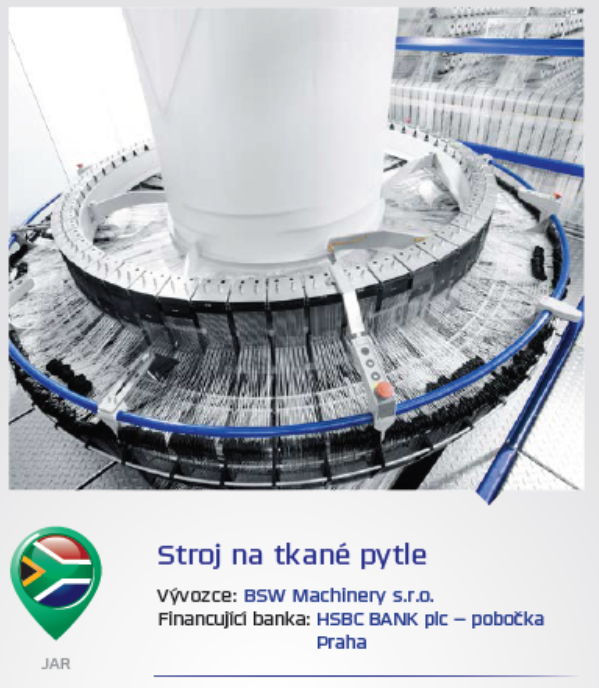 Stroj na tkané pytle
Vývozce: BSW Machinery s.r.o.
Financující banka: HSBC BANK plc – pobočka
Praha
JAR